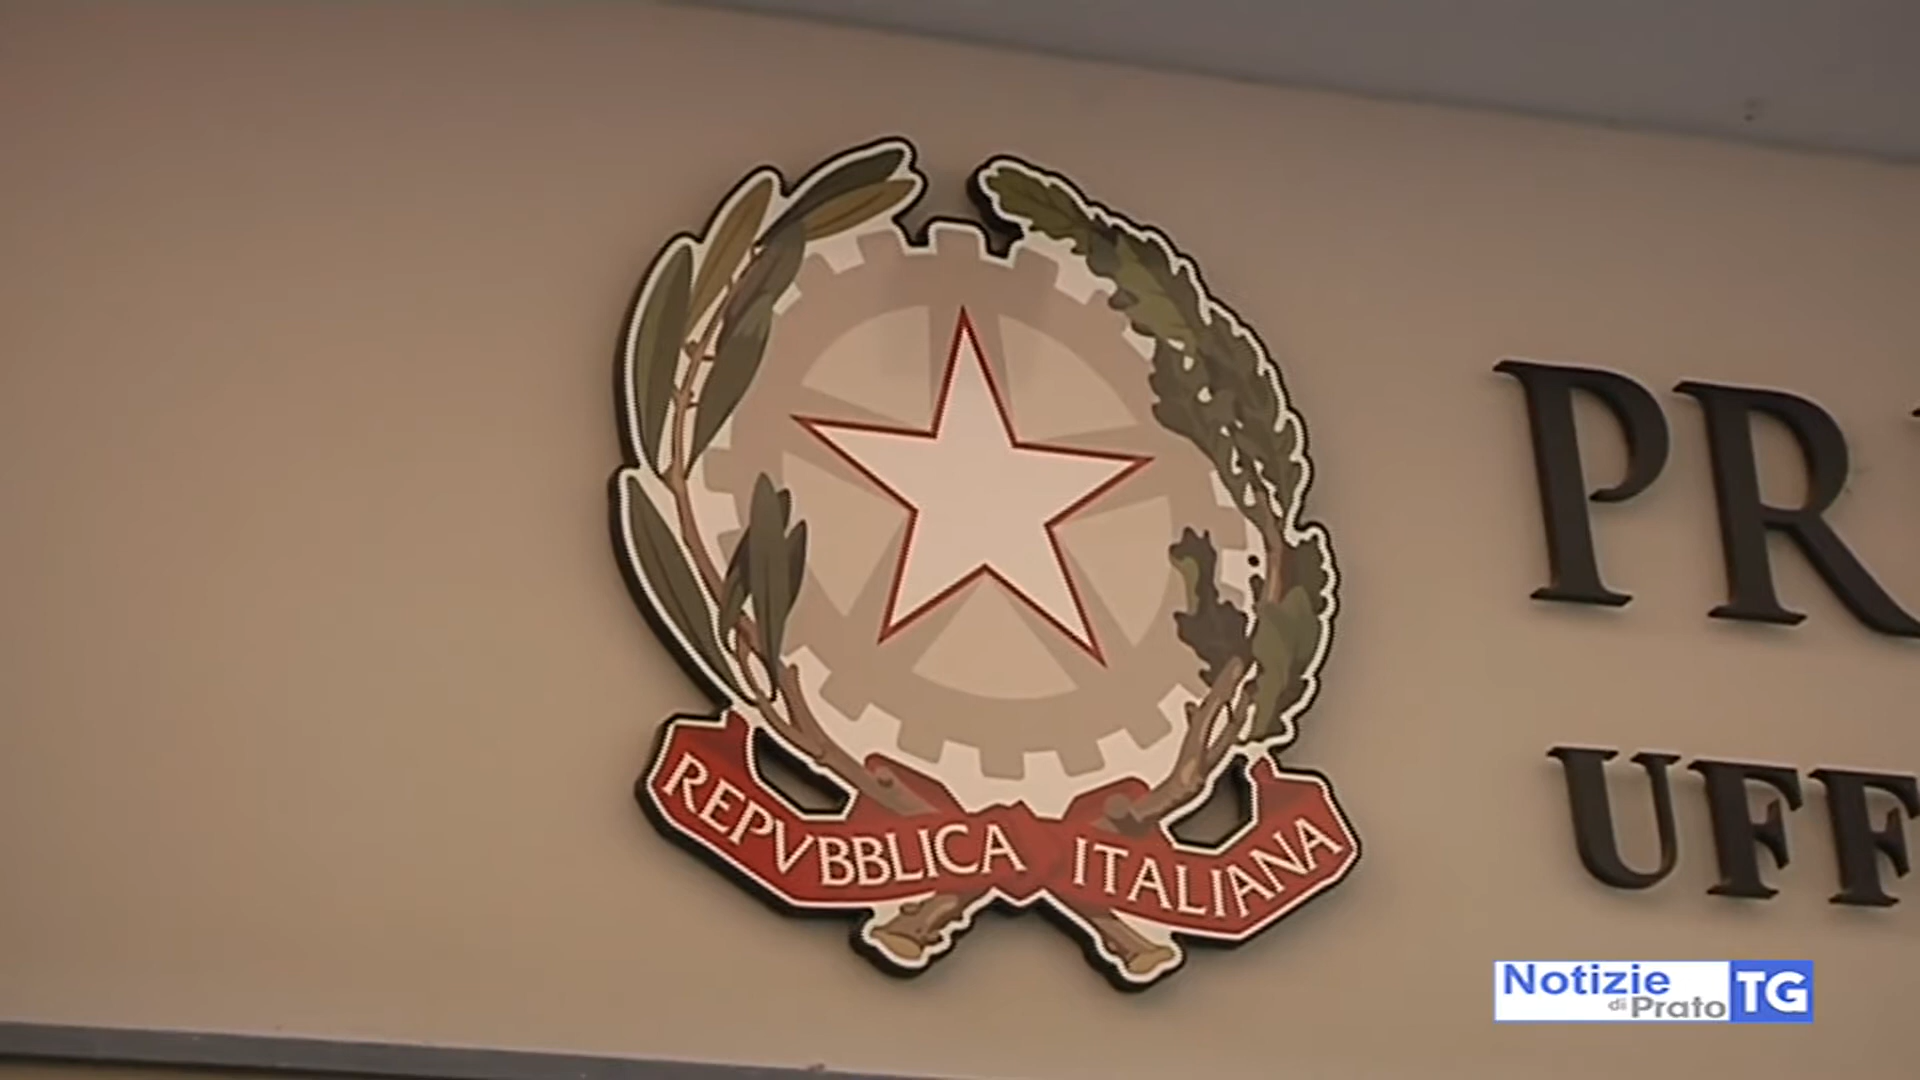 REPVBBLICA ITALIANA
PR
UFF
Notizie
di Prato
TG